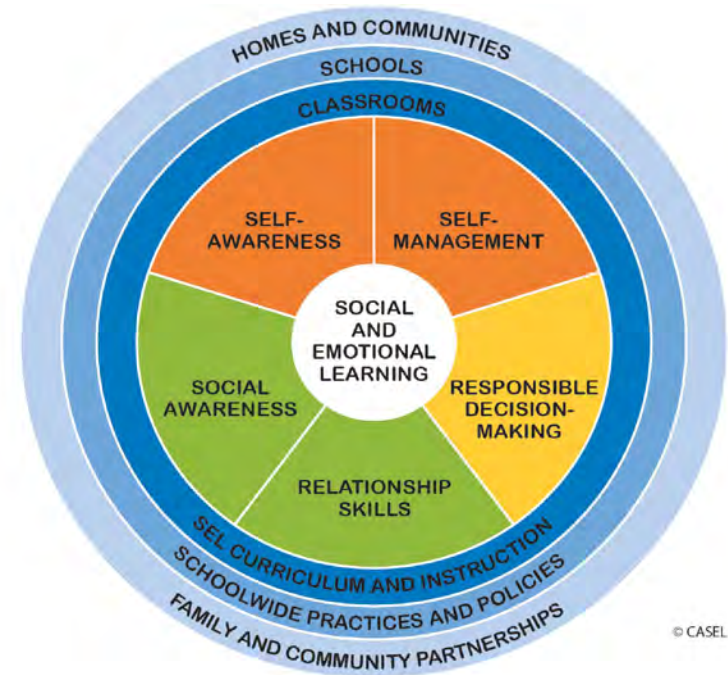 HOMES AND COMMUNITIES
SCHOOLS
CLASSROOMS
SELF-
AWARENESS
SELF-
MANAGEMENT
SOCIAL
AND
EMOTIONAL
LEARNING
SOCIAL
AWARENESS
RESPONSIBLE
DECISION-
MAKING
RELATIONSHIP
SKILLS
SEL CURRICULUM AND INSTRUCTION
SCHOOLWIDE PRACTICES AND POLICIES
FAMILY AND COMMUNITY PARTNERSHIPS
© CASEL